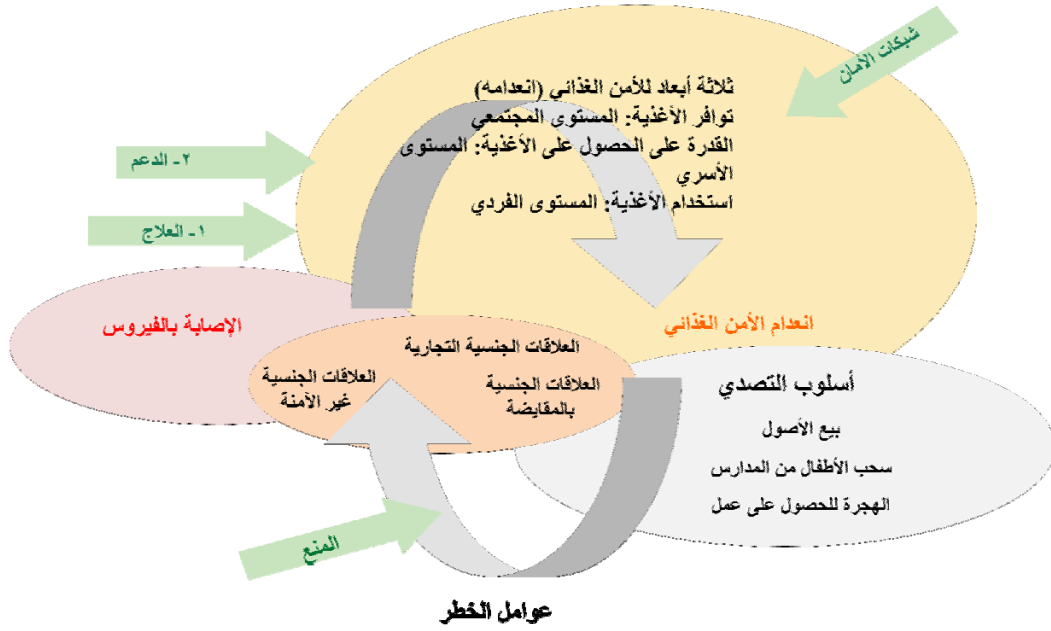 شبكات الأمان
ثلاثة أبعاد للأمن الغذائي (انعدامه)
توافر الأغذية: المستوى المجتمعي
القدرة على الحصول على الأغذية: المستوى
الأسري
استخدام الأغذية: المستوى الفردي
٢- الدعم
١- العلاج
انعدام الأمن الغذائي
الإصابة بالفيروس
العلاقات الجنسية التجارية
العلاقات الجنسية
بالمقايضة
العلاقات الجنسية
غير الآمنة
أسلوب التصدي
بيع الأصول
سحب الأطفال من المدارس
الهجرة للحصول على عمل
المنع
عوامل الخطر